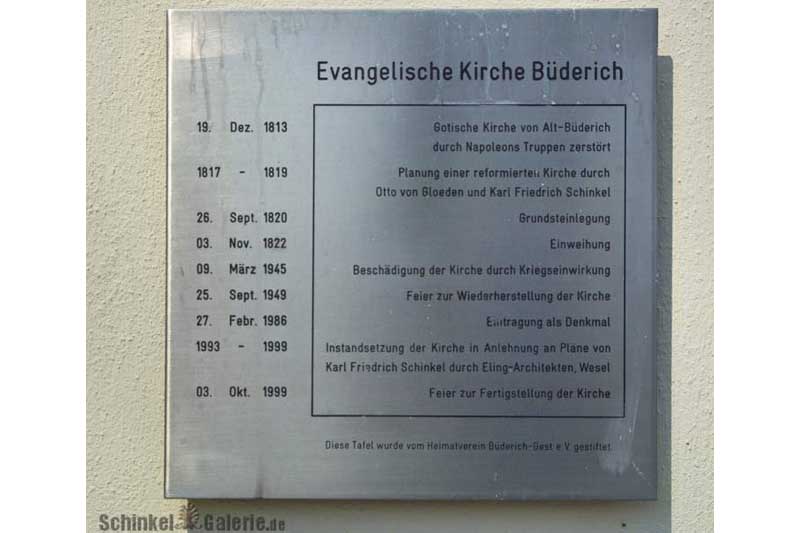 Evangelische Kirche Büderich
19. Dez. 1813 Gotische Kirche von Alt-Büderich
durch Napoleons Truppen zerstört
1817 - 1819 Planung einer reformierten Kirche durch
Otto von Gloeden und Karl Friedrich Schinkel
26. Sept. 1820 Grundsteinlegung
03. Nov. 1822 Einweihung
09. März 1945 Beschädigung der Kirche durch Kriegseinwirkung
25. Sept. 1949 Feier zur Wiederherstellung der Kirche
27. Febr. 1986 Eintragung als Denkmal
1993 - 1999 Instandsetzung der Kirche in Anlehnung an Pläne von
Karl Friedrich Schinkel durch Eling-Architekten, Wesel
03. Okt. 1999 Feier zur Fertigstellung der Kirche
Diese Tafel wurde vom Heimatverein Büderich-Gest e.V. gestiftet
Schinkel Galerie.de